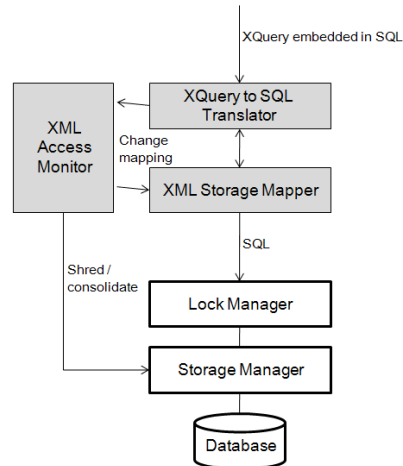 XQuery embedded in SQL
XQuery to SQL
Translator
XML
Access
Monitor
Change
mapping
XML Storage Mapper
SQL
Shred /
consolidate
Lock Manager
Storage Manager
Database